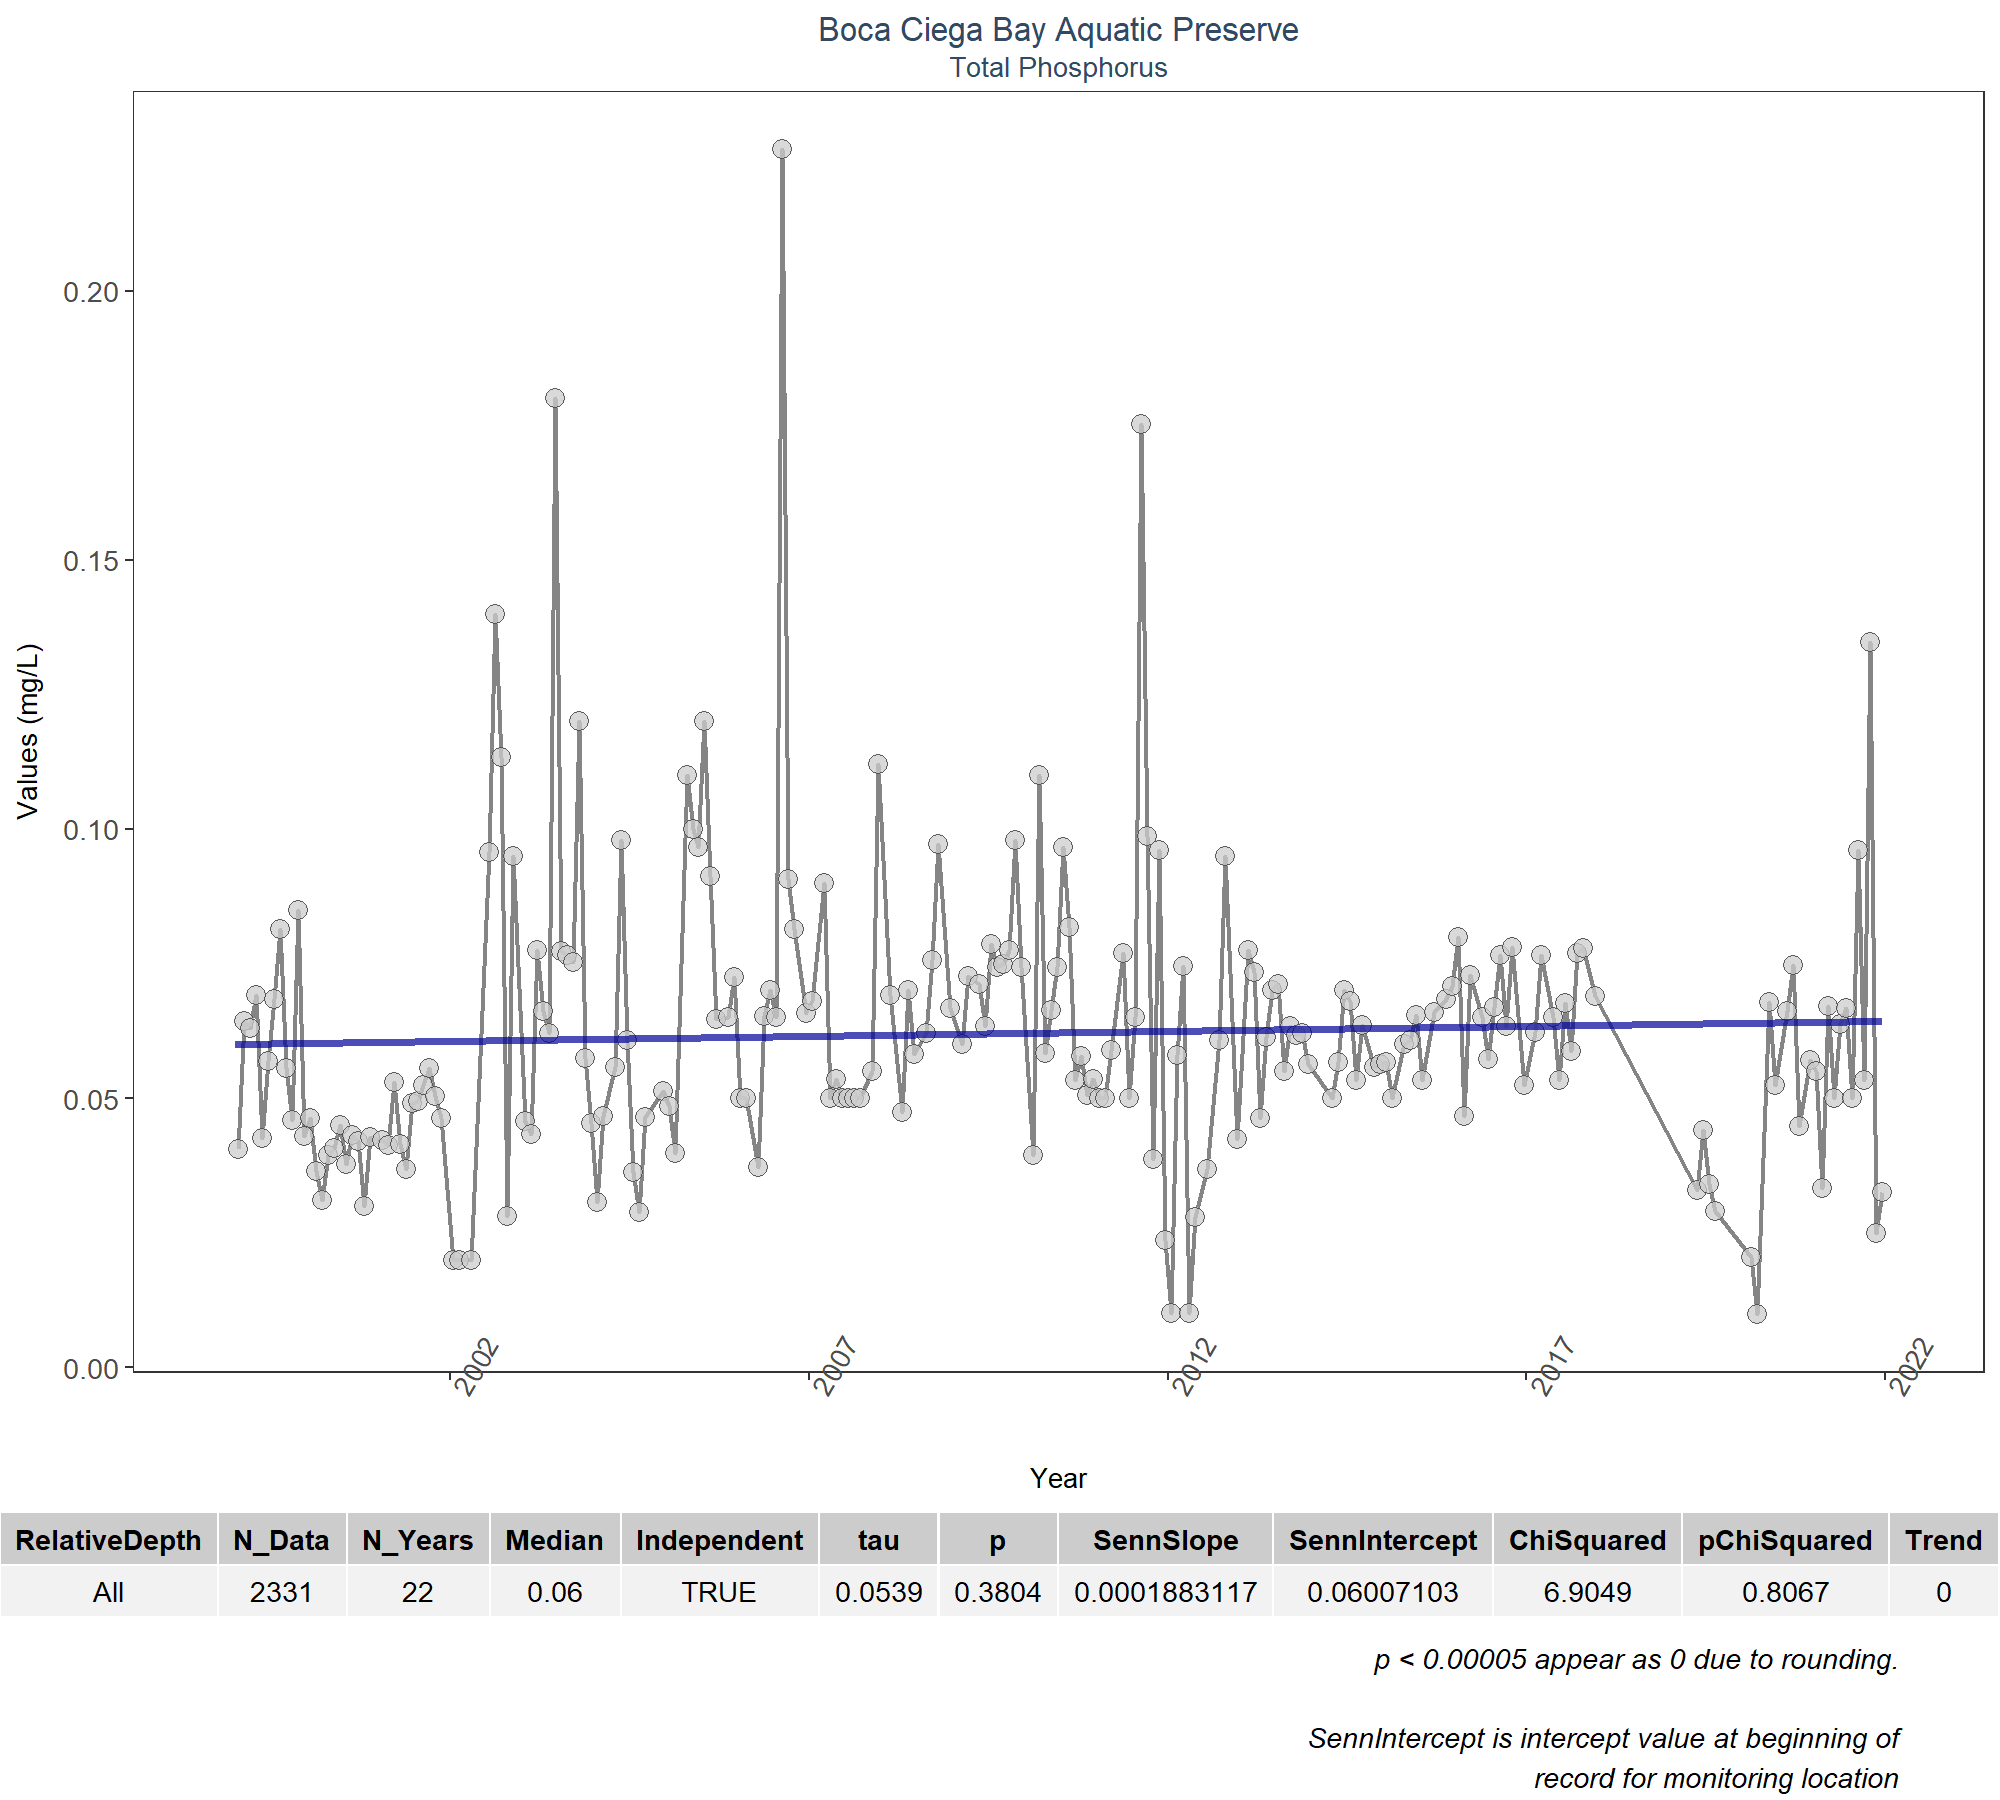 Boca Ciega Bay Aquatic Preserve
Total Phosphorus
Values (mg/L)
0.20
0.15
0.10
0.05
0.00
2002 2007 2012 2017 2022
Year
RelativeDepth N_Data N_Years Median Independent tau p SennSlope SennIntercept ChiSquared pChiSquared Trend
All 2331 22 0.06 TRUE 0.0539 0.3804 0.0001883117 0.06007103 6.9049 0.8067 0
p < 0.00005 appear as 0 due to rounding.
SennIntercept is intercept value at beginning of
record for monitoring location